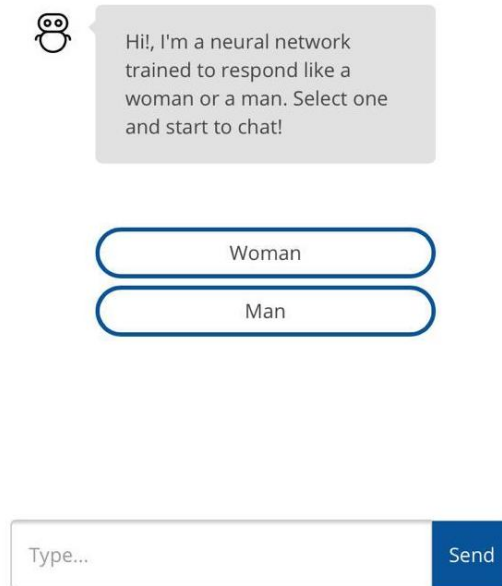 Hi!, I'm a neural network
trained to respond like a
woman or a man. Select one
and start to chat!
Woman
Man
Type...
Send